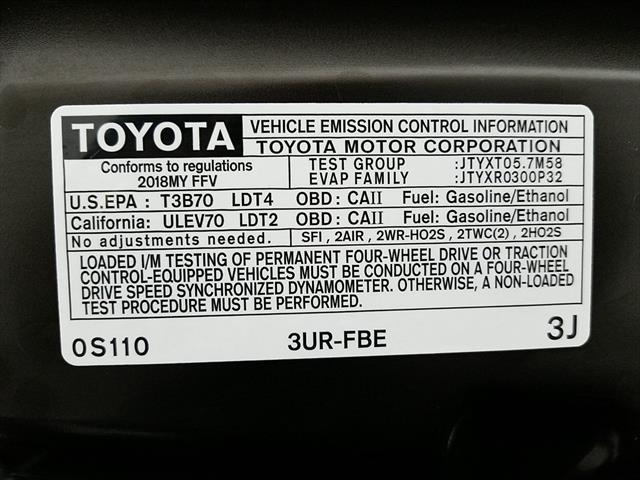 TOYOTA VEHICLE EMISSION CONTROL INFORMATION
TOYOTA MOTOR CORPORATION
Conforms to regulations
2018MY FFV
TEST GROUP :JTYXT05.7M58
EVAP FAMILY :JTYXR0300P32
U.S.EPA : T3B70 LDT4 OBD: CAII Fuel: Gasoline/Ethanol
California: ULEV70 LDT2 OBD: CAII Fuel: Gasoline/Ethanol
No adjustments needed. SFI , 2AIR , 2WR-HO2S , 2TWC(2) , 2HO2S
LOADED I/M TESTING OF PERMANENT FOUR-WHEEL DRIVE OR TRACTION
CONTROL-EQUIPPED VEHICLES MUST BE CONDUCTED ON A FOUR-WHEEL
DRIVE SPEED SYNCHRONIZED DYNAMOMETER. OTHERWISE, A NON-LOADED
TEST PROCEDURE MUST BE PERFORMED.
0S110 3UR-FBE 3J